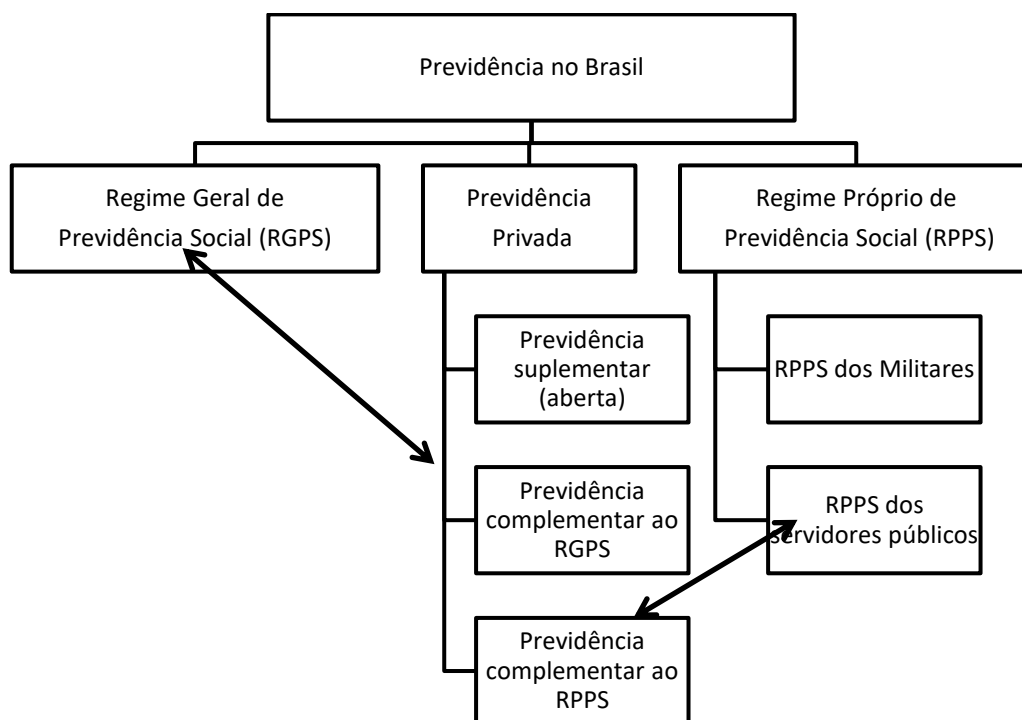 Previdência no Brasil
Regime Geral de
Previdência Social (RGPS)
Previdência
Privada
Regime Próprio de
Previdência Social (RPPS)
Previdência
suplementar
(aberta)
RPPS dos Militares
Previdência
complementar ao
RGPS
RPPS dos
servidores públicos
Previdência
complementar ao
RPPS